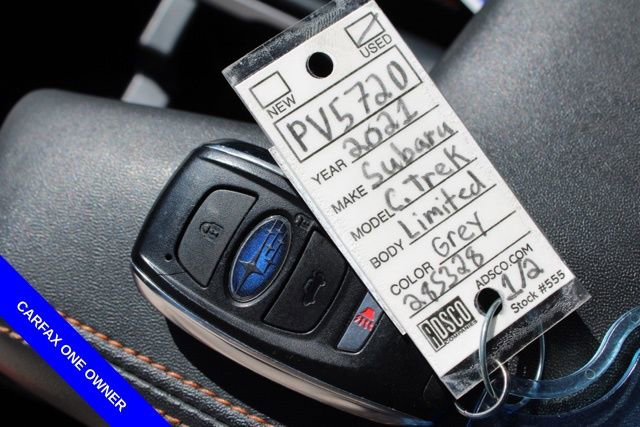 NEW USED
PV5720
YEAR 2021
MAKE Subaru
MODEL C.Trek
BODY Limited
COLOR Grey
285328
ADSCO COMPANIES ADSCO.COM
1/2
Stock #555
CARFAX ONE OWNER